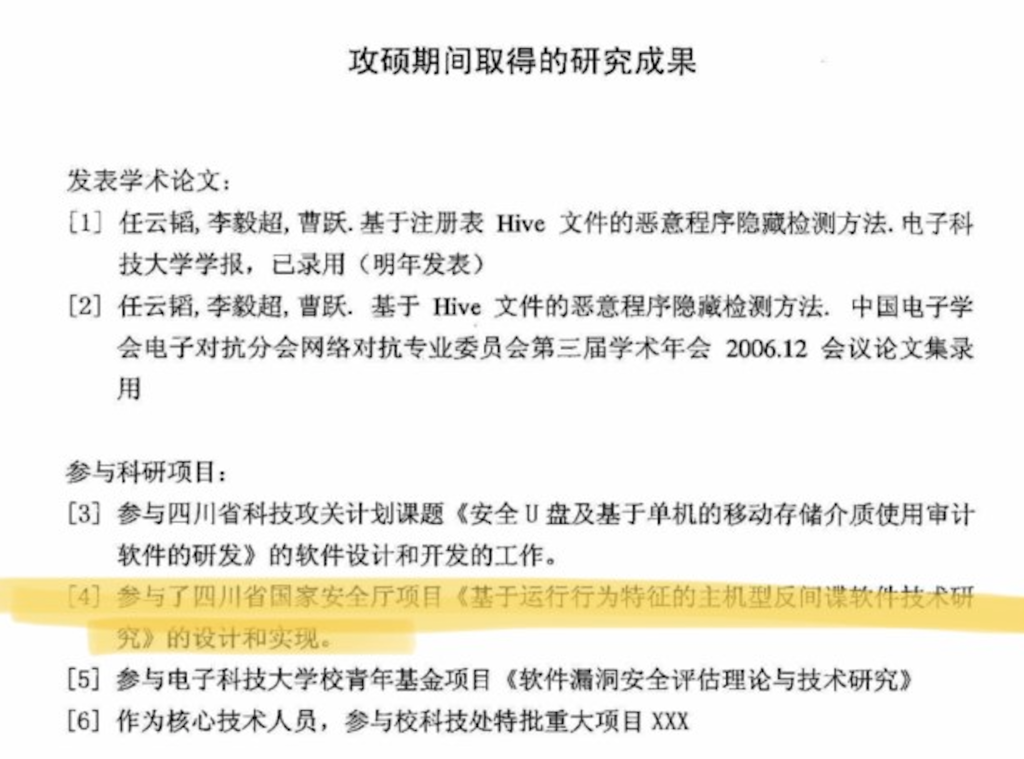 攻硕期间取得的研究成果
发表学术论文：
[1] 任云韬,李毅超,曹跃.基于注册表 Hive 文件的恶意程序隐藏检测方法.电子科
技大学学报，已录用（明年发表）
[2] 任云韬,李毅超,曹跃. 基于 Hive 文件的恶意程序隐藏检测方法. 中国电子学
会电子对抗分会网络对抗专业委员会第三届学术年会 2006.12 会议论文集录
用
参与科研项目：
[3] 参与四川省科技攻关计划课题《安全 U 盘及基于单机的移动存储介质使用审计
软件的研发》的软件设计和开发的工作。
[4] 参与了四川省国家安全厅项目《基于运行行为特征的主机型反间谍软件技术研
究》的设计和实现。
[5] 参与电子科技大学校青年基金项目《软件漏洞安全评估理论与技术研究》
[6] 作为核心技术人员，参与校科技处特批重大项目 XXX